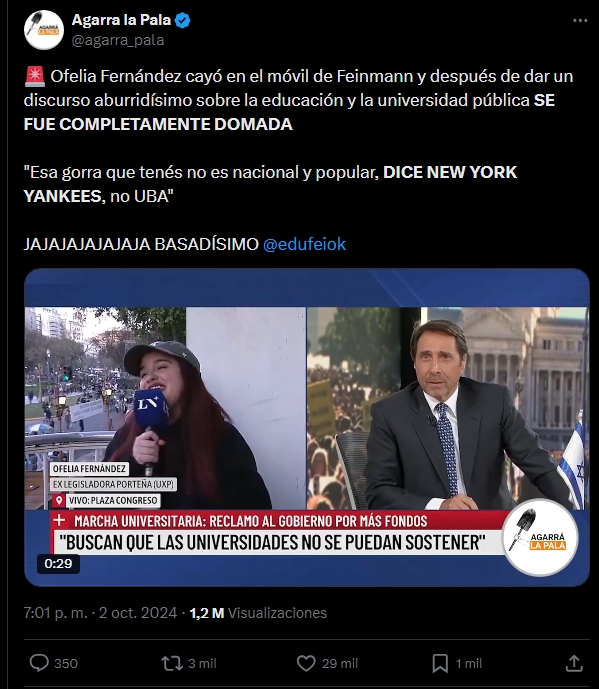 Agarra la Pala
@agarra_pala
🚨 Ofelia Fernández cayó en el móvil de Feinmann y después de dar un
discurso aburridísimo sobre la educación y la universidad pública SE
FUE COMPLETAMENTE DOMADA
"Esa gorra que tenés no es nacional y popular, DICE NEW YORK
YANKEES, no UBA"
JAJAJAJAJAJAJA BASADÍSIMO @edufeiok
LN+
OFELIA FERNÁNDEZ
EX LEGISLADORA PORTEÑA (UXP)
VIVO: PLAZA CONGRESO
+ MARCHA UNIVERSITARIA: RECLAMO AL GOBIERNO POR MÁS FONDOS
"BUSCAN QUE LAS UNIVERSIDADES NO SE PUEDAN SOSTENER"
AGARRÁ
LA PALA
0:29
7:01 p. m. · 2 oct. 2024 · 1,2 M Visualizaciones
350 3 mil 29 mil 1 mil